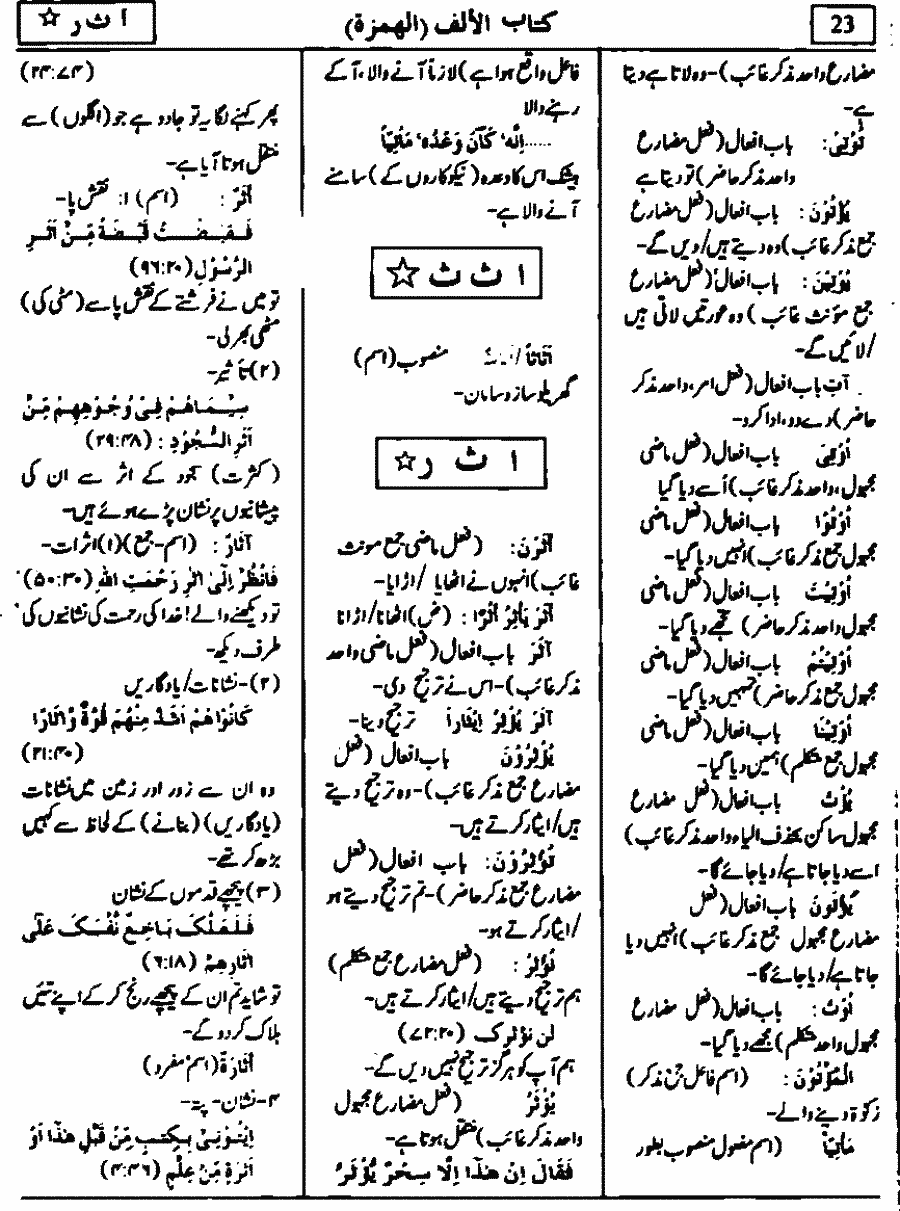 23
کتاب الألف (الهمزة)
ا ث ر ☆
مضارع واحد مذکر غائب)۔وہ لاتا ہے دیتا
ہے۔
تُؤْتِیْ: باب افعال(فعل مضارع
واحد مذکر حاضر) تو دیتا ہے
یُؤْتُوْنَ: باب افعال(فعل مضارع
جمع مذکر غائب) وہ دیتے ہیں/دیں گے۔
یُؤْتِیْنَ: باب افعال(فعل مضارع
جمع مؤنث غائب) وہ عورتیں لاتی ہیں
/لائیں گے۔
آتِ باب افعال(فعل امر،واحد مذکر
حاضر)دے دو،ادا کرو۔
اُوْتِیَ باب افعال(فعل ماضی
مجہول،واحد مذکر غائب)اُسے دیا گیا
اُوْتُوْا باب افعال(فعل ماضی
مجہول جمع مذکر غائب)انہیں دیا گیا۔
اُوْتِیْتَ باب افعال(فعل ماضی
مجہول واحد مذکر حاضر) تجھے دیا گیا۔
اُوْتِیْتُمْ باب افعال(فعل ماضی
مجہول جمع مذکر حاضر)تمہیں دیا گیا۔
اُوْتِیْنَا باب افعال(فعل ماضی
مجہول جمع متکلم)ہمیں دیا گیا۔
یُؤْتَ باب افعال(فعل مضارع
مجہول ساکن بحذف الیاء،واحد مذکر غائب)
اسے دیا جاتا ہے/دیا جائے گا۔
یُؤْتَوْنَ باب افعال(فعل
مضارع مجہول جمع مذکر غائب)انہیں دیا
جاتا ہے/دیا جائے گا۔
اُوْتَ: باب افعال(فعل مضارع
مجہول واحد متکلم)مجھے دیا گیا۔
اَلْمُؤْتُوْنَ: (اسم فاعل جمع مذکر)
زکوٰۃ دینے والے۔
مَاْتِیًّا (اسم مفعول منصوب بطور
فاعل واقع ہوا ہے)لازماً آنے والا،آ کے
رہنے والا
.....اِنَّهٗ كَانَ وَعْدُهٗ مَاْتِیًّا
بیشک اس کا وعدہ (نیکوکاروں کے)سامنے
آنے والا ہے۔
ا ث ث ☆
اَثَاثًا/ منصوب(اسم)
گھریلو ساز و سامان۔
ا ث ر ☆
اَثَرْنَ: (فعل ماضی جمع مونث
غائب)انہوں نے اٹھایا /اڑایا۔
اَثَرَ یَأْثِرُ اَثْرًا: (ض)اٹھانا/اڑانا
آثَرَ باب افعال(فعل ماضی واحد
مذکر غائب)۔اس نے ترجیح دی۔
آثَرَ یُؤْثِرُ اِیْثَاراً ترجیح دینا۔
یُؤْثِرُوْنَ باب افعال (فعل
مضارع جمع مذکر غائب)۔وہ ترجیح دیتے
ہیں/ایثار کرتے ہیں۔
تُؤْثِرُوْنَ: باب افعال(فعل
مضارع جمع مذکر حاضر)۔تم ترجیح دیتے ہو
/ایثار کرتے ہو۔
نُؤْثِرُ: (فعل مضارع جمع متکلم)
ہم ترجیح دیتے ہیں/ایثار کرتے ہیں۔
لن نؤثرک (۷۲:۲۰)
ہم آپ کو ہرگز ترجیح نہیں دیں گے۔
یُؤْثَرُ (فعل مضارع مجہول
واحد مذکر غائب)منتقل ہوتا ہے۔
فَقَالَ اِنْ هٰذَا اِلَّا سِحْرٌ یُّؤْثَرُ
(۲۴:۷۴)
پھر کہنے لگا یہ تو جادو ہے جو (اگلوں) سے
منتقل ہوتا آیا ہے۔
اَثَرٌ: (اسم) ۱: نقش پا۔
فَقَبَضْتُ قَبْضَةً مِّنْ اَثَرِ
الرَّسُوْلِ(۹۶:۲۰)
تو میں نے فرشتے کے نقش پا سے(مٹی کی)
مٹھی بھر لی۔
(۲)تأثیر۔
سِیْمَاهُمْ فِیْ وُجُوْهِهِمْ مِّنْ
اَثَرِ السُّجُوْدِ: (۲۹:۴۸)
(کثرت) سجود کے اثر سے ان کی
پیشانیوں پر نشان پڑے ہوئے ہیں۔
آثَارٌ: (اسم-جمع)(۱)اثرات۔
فَانْظُرْ اِلٰی اٰثٰرِ رَحْمَتِ اللهِ (۵۰:۳۰)
تو دیکھنے والے! خدا کی رحمت کی نشانیوں کی
طرف دیکھ۔
(۲)۔نشانات/یادگاریں
كَانُوْا هُمْ اَشَدَّ مِنْهُمْ قُوَّةً وَّاٰثَارًا
(۲۱:۴۰)
وہ ان سے زور اور زمین میں نشانات
(یادگاریں)(بنانے) کے لحاظ سے کہیں
بڑھ کر تھے۔
(۳)پیچھے قدموں کے نشان
فَلَعَلَّکَ بَاخِعٌ نَّفْسَکَ عَلٰٓی
اٰثَارِهِمْ (۶:۱۸)
تو شاید تم ان کے پیچھے رنج کر کے اپنے تئیں
ہلاک کر دو گے۔
اَثَارَةٌ(اسم مفرد)
۴۔نشان۔پتہ۔
اِیْتُوْنِیْ بِكِتٰبٍ مِّنْ قَبْلِ هٰذَا اَوْ
اَثٰرَةٍ مِّنْ عِلْمٍ (۴:۴۶)